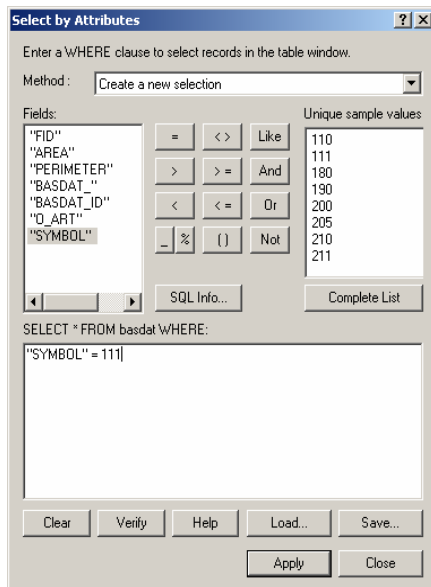 Select by Attributes
Enter a WHERE clause to select records in the table window.
Method : Create a new selection
Fields:
"FID"
"AREA"
"PERIMETER"
"BASDAT_"
"BASDAT_ID"
"O_ART"
"SYMBOL"
= < > Like
> > = And
< < = Or
_ % ( ) Not
Unique sample values
110
111
180
190
200
205
210
211
SQL Info... Complete List
SELECT * FROM basdat WHERE:
"SYMBOL" = 111
Clear Verify Help Load... Save...
Apply Close